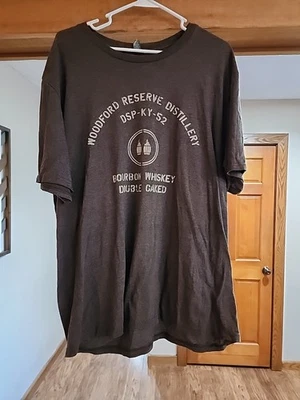 WOODFORD RESERVE DISTILLERY
DSP-KY-52
BOURBON WHISKEY
DOUBLE OAKED